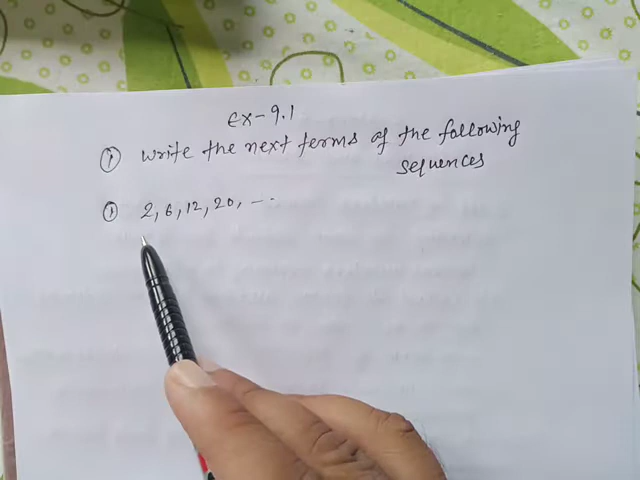 Ex-9.1
① Write the next terms of the following
sequences
① 2, 6, 12, 20, ---